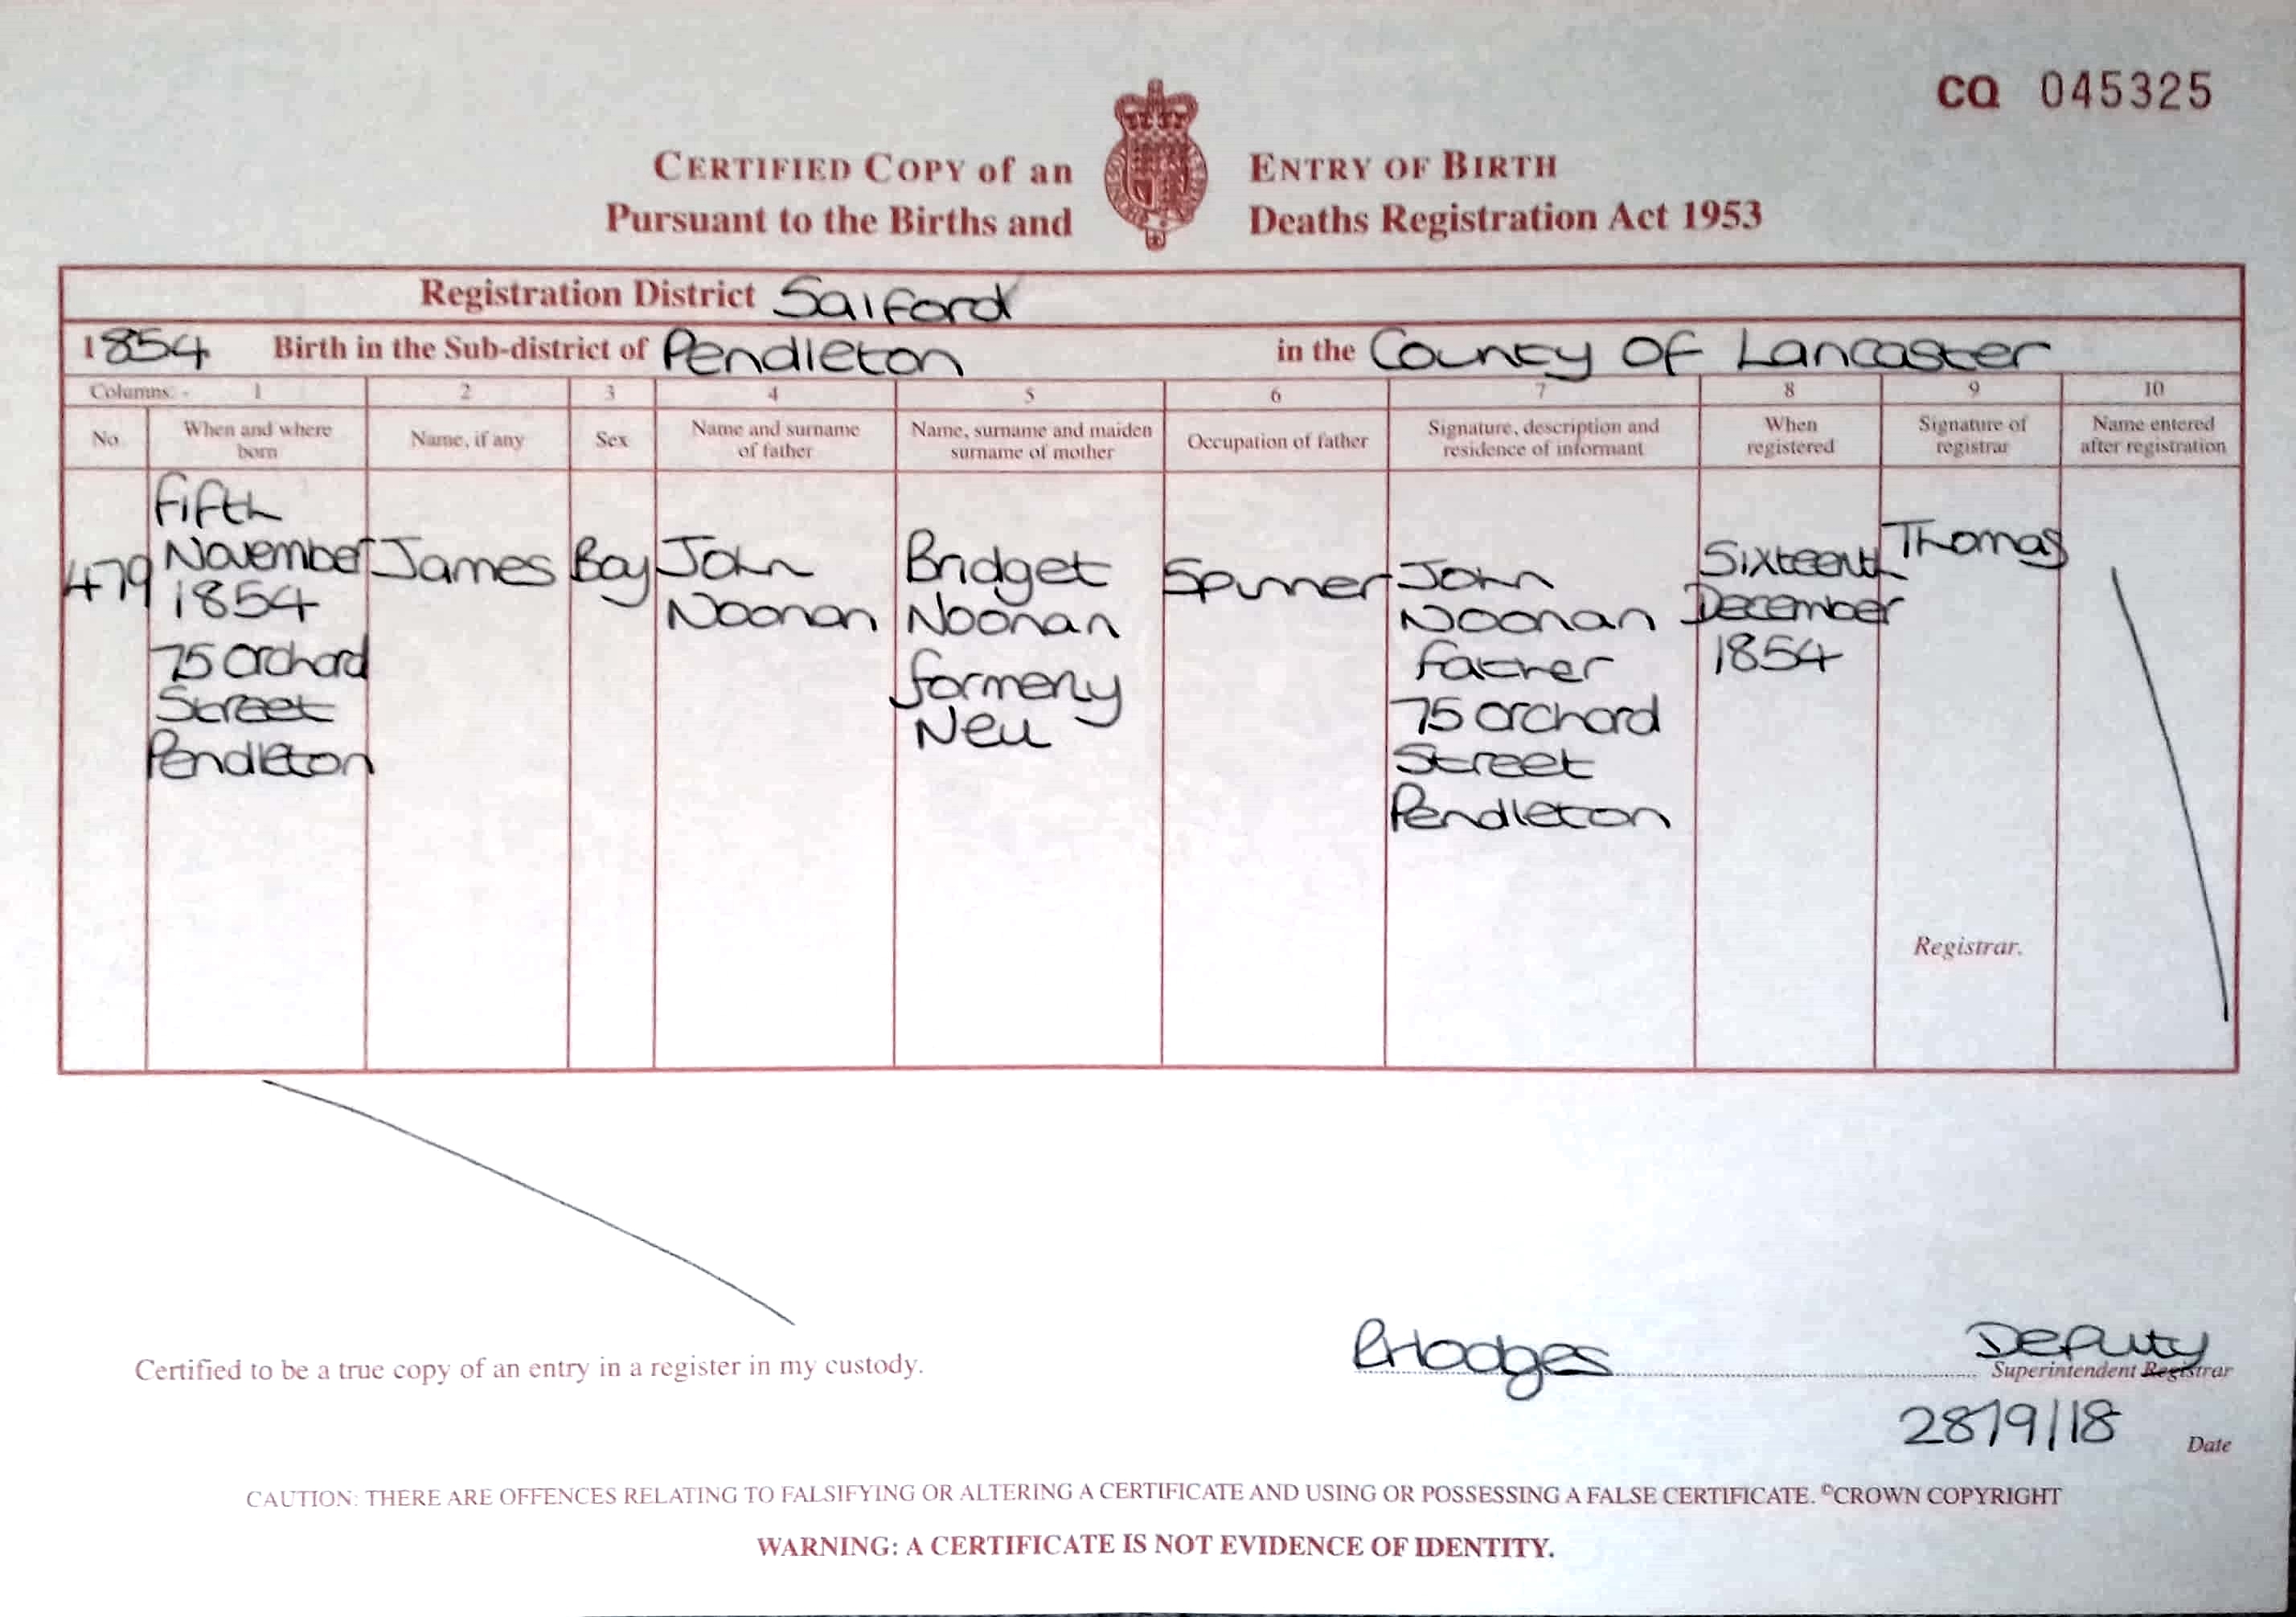 CQ 045325
CERTIFIED COPY of an ENTRY OF BIRTH
Pursuant to the Births and Deaths Registration Act 1953
Registration District Salford
1854 Birth in the Sub-district of Pendleton in the County of Lancaster
Columns:- 1 2 3 4 5 6 7 8 9 10
No.
When and where
born
Name, if any
Sex
Name and surname
of father
Name, surname and maiden
surname of mother
Occupation of father
Signature, description and
residence of informant
When
registered
Signature of
registrar
Name entered
after registration
479
Fifth
November
1854
75 Orchard
Street
Pendleton
James
Boy
John
Noonan
Bridget
Noonan
formerly
Spinner
John
Noonan
Father
75 Orchard
Street
Pendleton
Sixteenth
December
1854
Thomas
Registrar.
Certified to be a true copy of an entry in a register in my custody.
Hodges
Deputy
Superintendent Registrar
28/9/18 Date
CAUTION: THERE ARE OFFENCES RELATING TO FALSIFYING OR ALTERING A CERTIFICATE AND USING OR POSSESSING A FALSE CERTIFICATE. ©CROWN COPYRIGHT
WARNING: A CERTIFICATE IS NOT EVIDENCE OF IDENTITY.